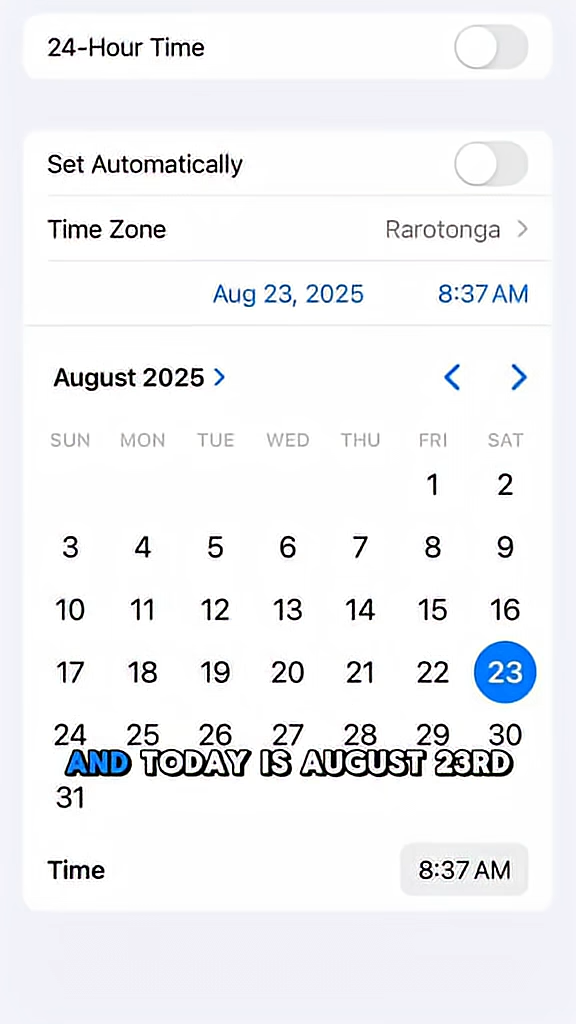 24-Hour Time
Set Automatically
Time Zone Rarotonga >
Aug 23, 2025 8:37 AM
August 2025 > < >
SUN MON TUE WED THU FRI SAT
1 2
3 4 5 6 7 8 9
10 11 12 13 14 15 16
17 18 19 20 21 22 23
24 25 26 27 28 29 30
AND TODAY IS AUGUST 23RD
31
Time 8:37 AM